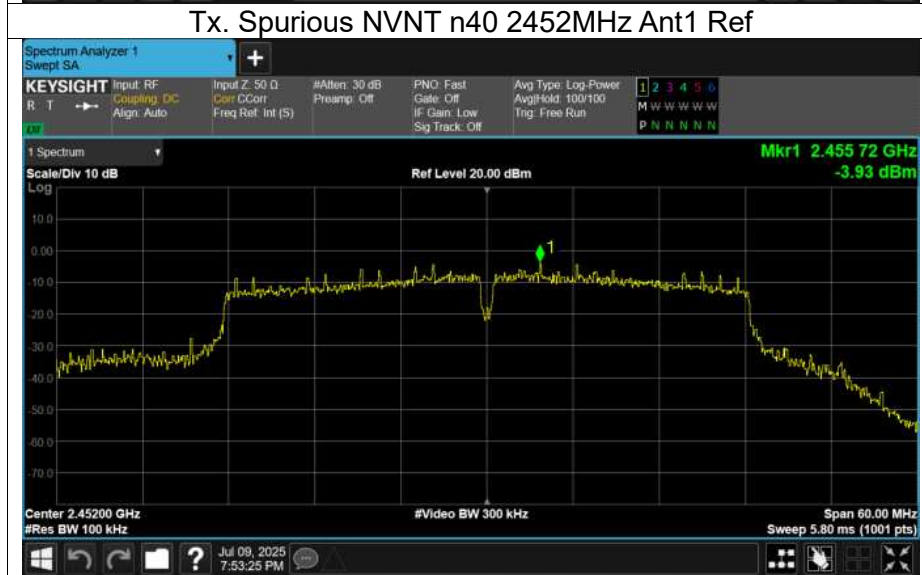 Tx. Spurious NVNT n40 2452MHz Ant1 Ref
Spectrum Analyzer 1
Swept SA
+
KEYSIGHT
R T
Input: RF
Coupling: DC
Align: Auto
Input Z: 50 Ω
Corr CCorr
Freq Ref: Int (S)
#Atten: 30 dB
Preamp: Off
PNO: Fast
Gate: Off
IF Gain: Low
Sig Track: Off
Avg Type: Log-Power
Avg|Hold: 100/100
Trig: Free Run
1 2 3 4 5 6
M W W W W W
P N N N N N
1 Spectrum
Mkr1 2.455 72 GHz
Scale/Div 10 dB
Ref Level 20.00 dBm
-3.93 dBm
Log
10.0
1
0.00
-10.0
-20.0
-30.0
-40.0
-50.0
-60.0
-70.0
Center 2.45200 GHz
#Video BW 300 kHz
Span 60.00 MHz
#Res BW 100 kHz
Sweep 5.80 ms (1001 pts)
?
Jul 09, 2025
7:53:25 PM